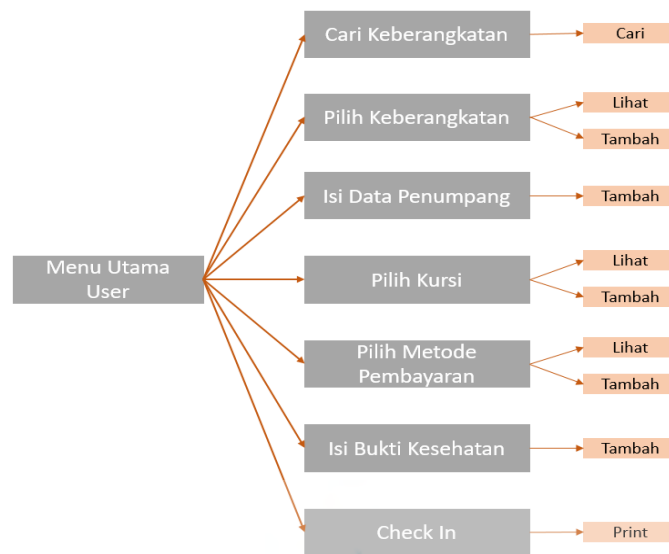 Cari Keberangkatan
Cari
Pilih Keberangkatan
Lihat
Tambah
Isi Data Penumpang
Tambah
Menu Utama
User
Pilih Kursi
Lihat
Tambah
Pilih Metode
Pembayaran
Lihat
Tambah
Isi Bukti Kesehatan
Tambah
Check In
Print